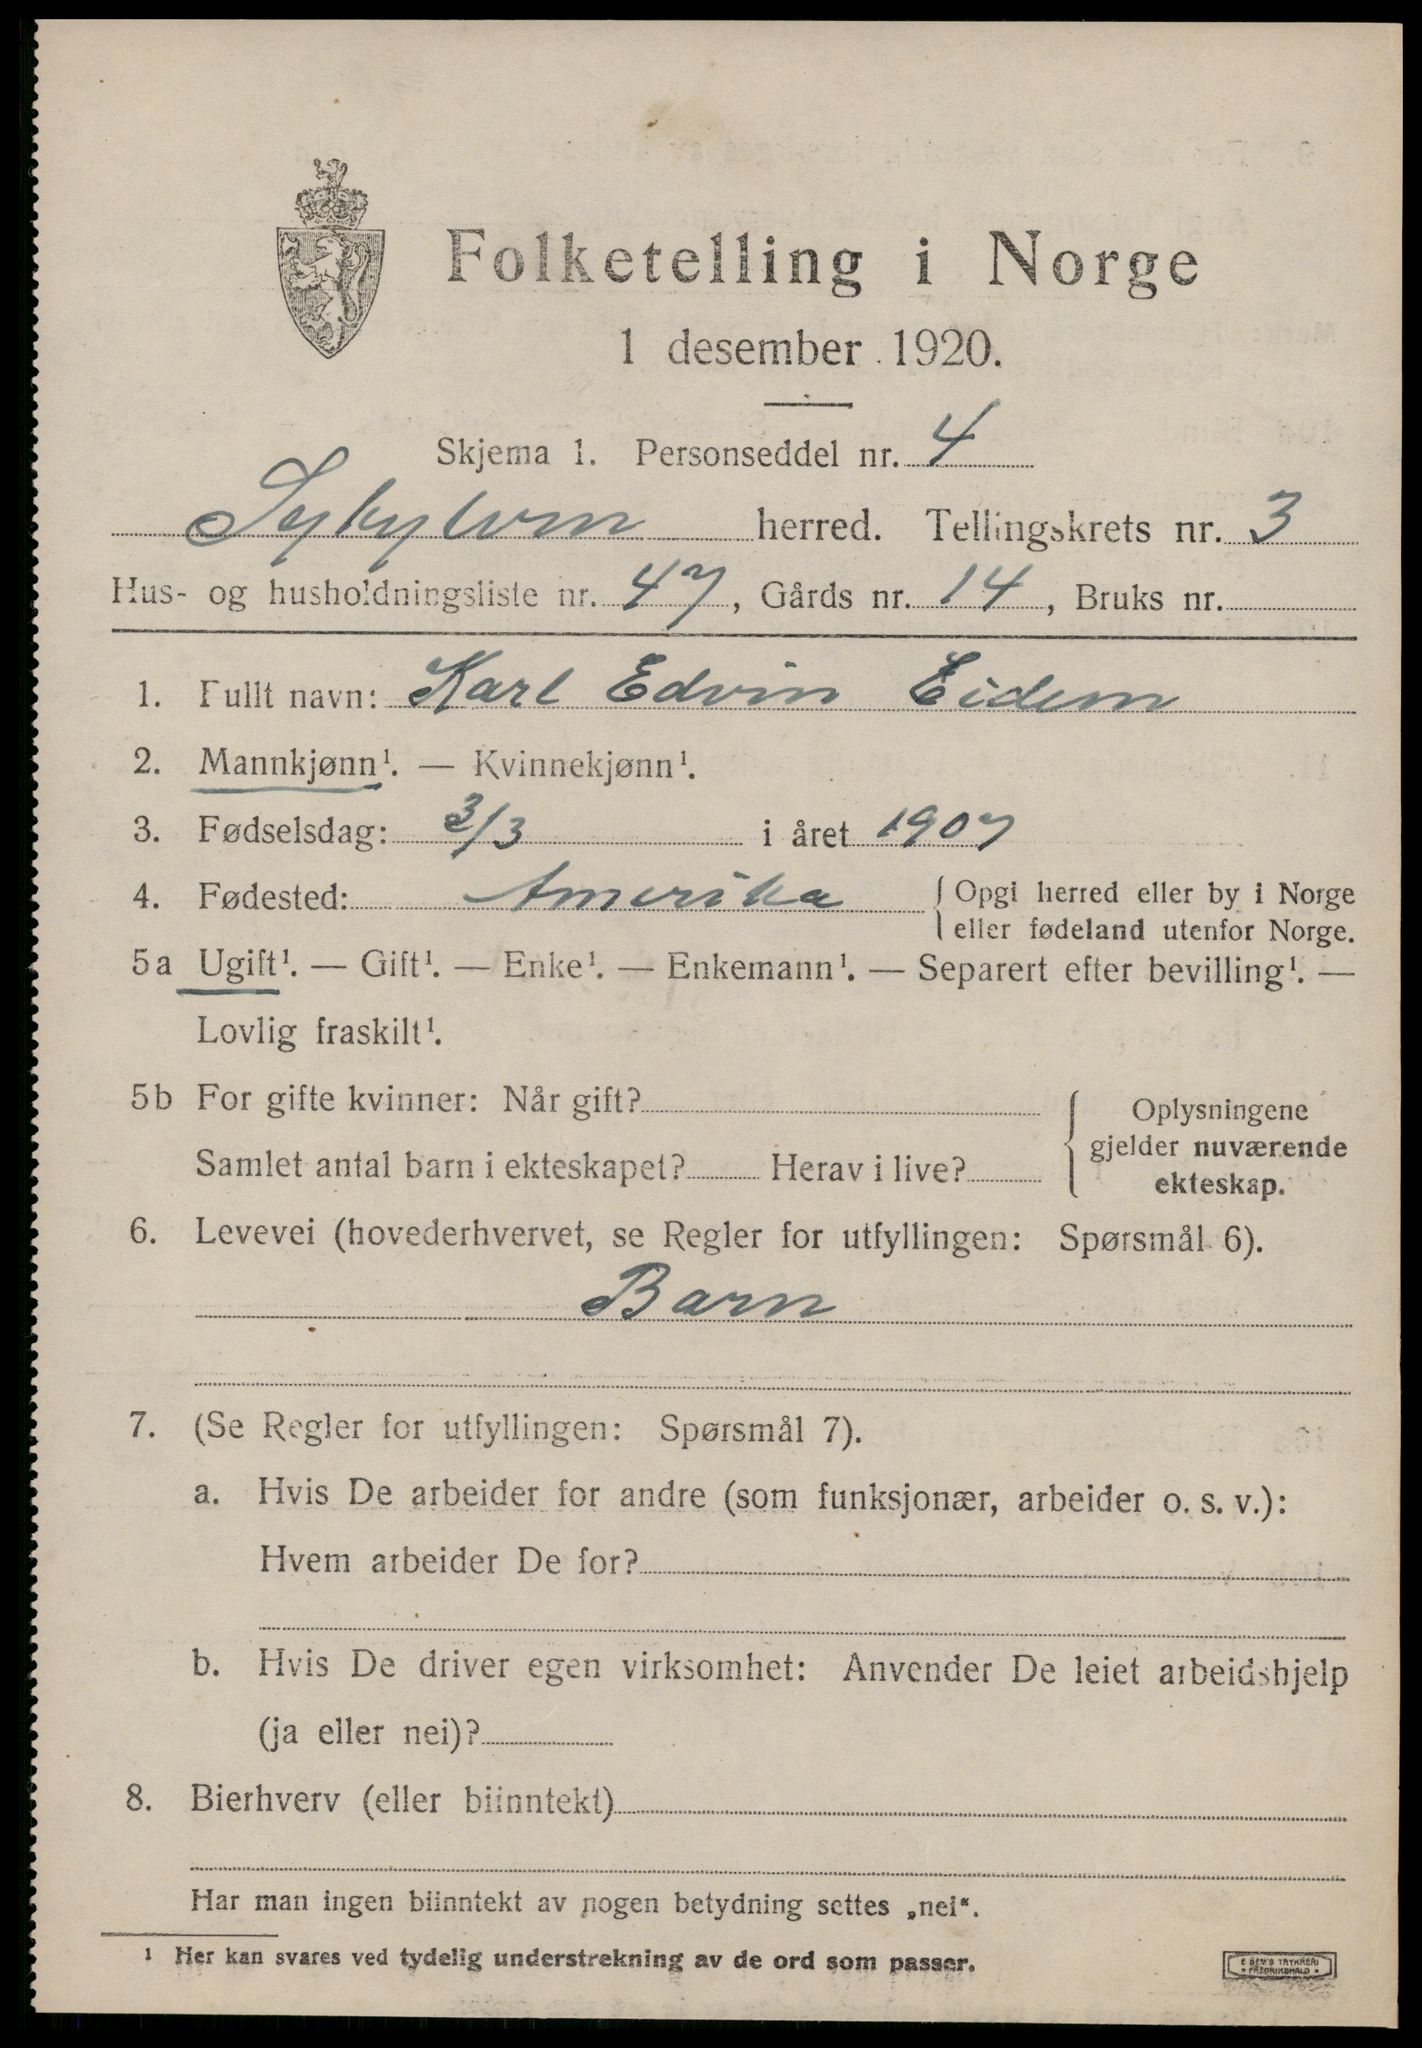 Folketelling i Norge
1 desember 1920.
Skjema 1. Personseddel nr. 4
Sykylven herred. Tellingskrets nr. 3
Hus- og husholdningsliste nr. 47, Gårds nr. 14, Bruks nr.
1. Fullt navn: Karl Edvin Eidem
2. Mannkjønn¹. — Kvinnekjønn¹.
3. Fødselsdag: 3/3 i året 1907
4. Fødested: Amerika { Opgi herred eller by i Norge
eller fødeland utenfor Norge.
5a Ugift¹. — Gift¹. — Enke¹. — Enkemann¹. — Separert efter bevilling¹. —
Lovlig fraskilt¹.
5b For gifte kvinner: Når gift?
Samlet antal barn i ekteskapet? Herav i live?
{ Oplysningene
gjelder nuværende
ekteskap.
6. Levevei (hovederhvervet, se Regler for utfyllingen: Spørsmål 6).
Barn
7. (Se Regler for utfyllingen: Spørsmål 7).
a. Hvis De arbeider for andre (som funksjonær, arbeider o. s. v.):
Hvem arbeider De for?
b. Hvis De driver egen virksomhet: Anvender De leiet arbeidshjelp
(ja eller nei)?
8. Bierhverv (eller biinntekt)
Har man ingen biinntekt av nogen betydning settes „nei“.
¹ Her kan svares ved tydelig understrekning av de ord som passer.
E SEM'S TRYKKERI
* FREDRIKSHALD *